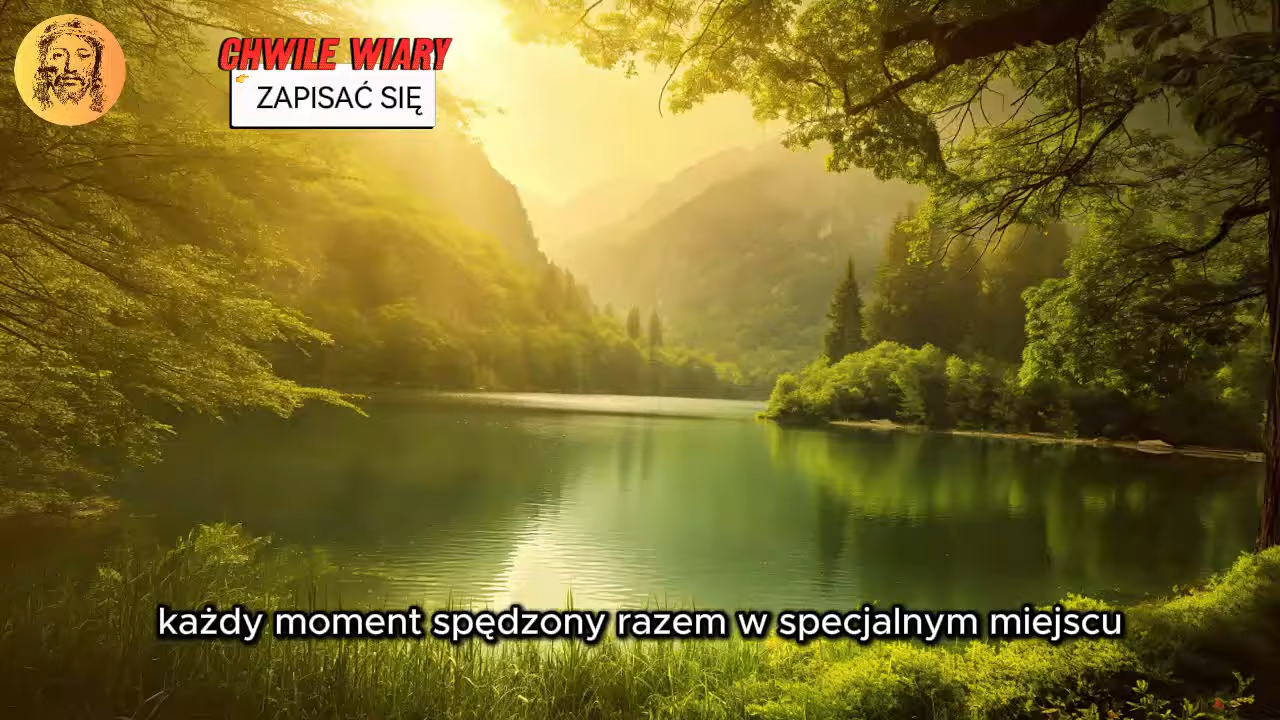 CHWILE WIARY
ZAPISAĆ SIĘ
każdy moment spędzony razem w specjalnym miejscu